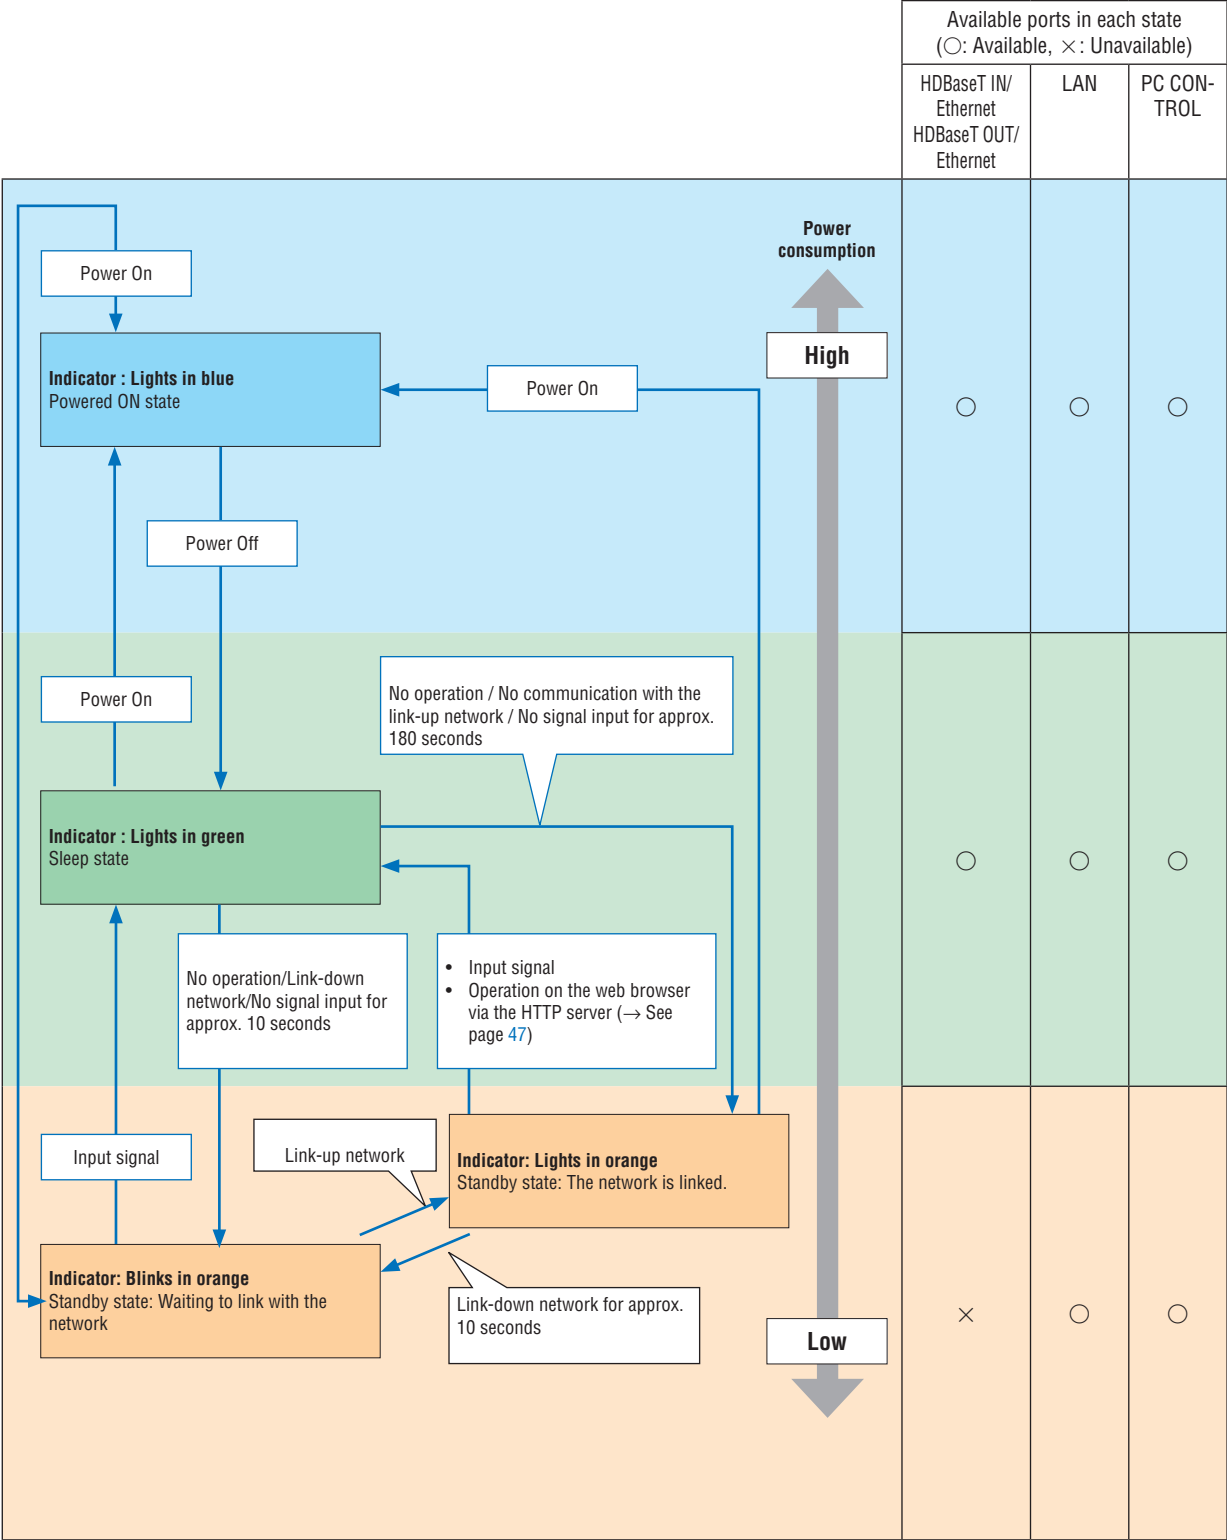 Available ports in each state
(○: Available, ×: Unavailable)
HDBaseT IN/
Ethernet
HDBaseT OUT/
Ethernet
LAN
PC CON-
TROL
Power
consumption
Power On
High
Indicator : Lights in blue
Powered ON state
Power On
○ ○ ○
Power Off
Power On
No operation / No communication with the
link-up network / No signal input for approx.
180 seconds
Indicator : Lights in green
Sleep state
○ ○ ○
No operation/Link-down
network/No signal input for
approx. 10 seconds
• Input signal
• Operation on the web browser
via the HTTP server (→ See
page 47)
Input signal
Link-up network
Indicator: Lights in orange
Standby state: The network is linked.
Indicator: Blinks in orange
Standby state: Waiting to link with the
network
Link-down network for approx.
10 seconds
Low
× ○ ○